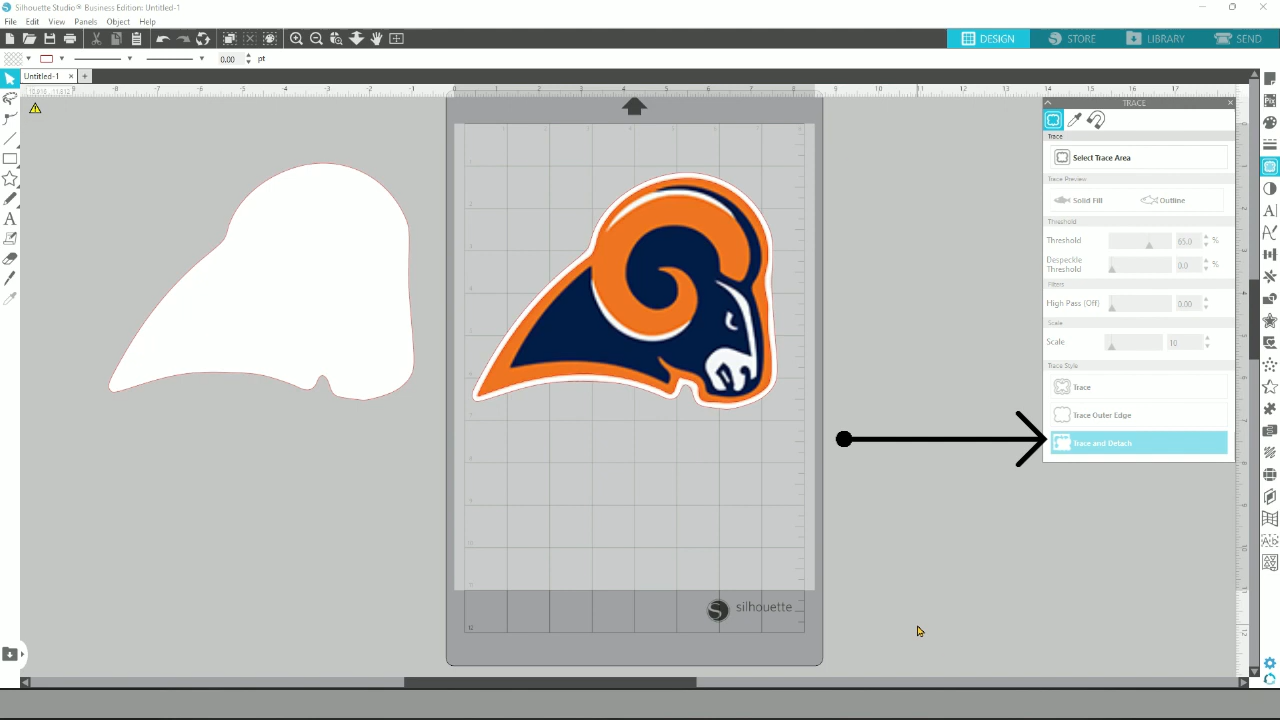 Silhouette Studio® Business Edition: Untitled-1
File Edit View Panels Object Help
DESIGN STORE LIBRARY SEND
0.00 pt
Untitled-1
TRACE
Trace
Select Trace Area
Trace Preview
Solid Fill Outline
Threshold
Threshold 65.0 %
Despeckle
Threshold 0.0 %
Filters
High Pass (Off) 0.00
Scale
Scale 10
Trace Style
Trace
Trace Outer Edge
Trace and Detach
silhouette